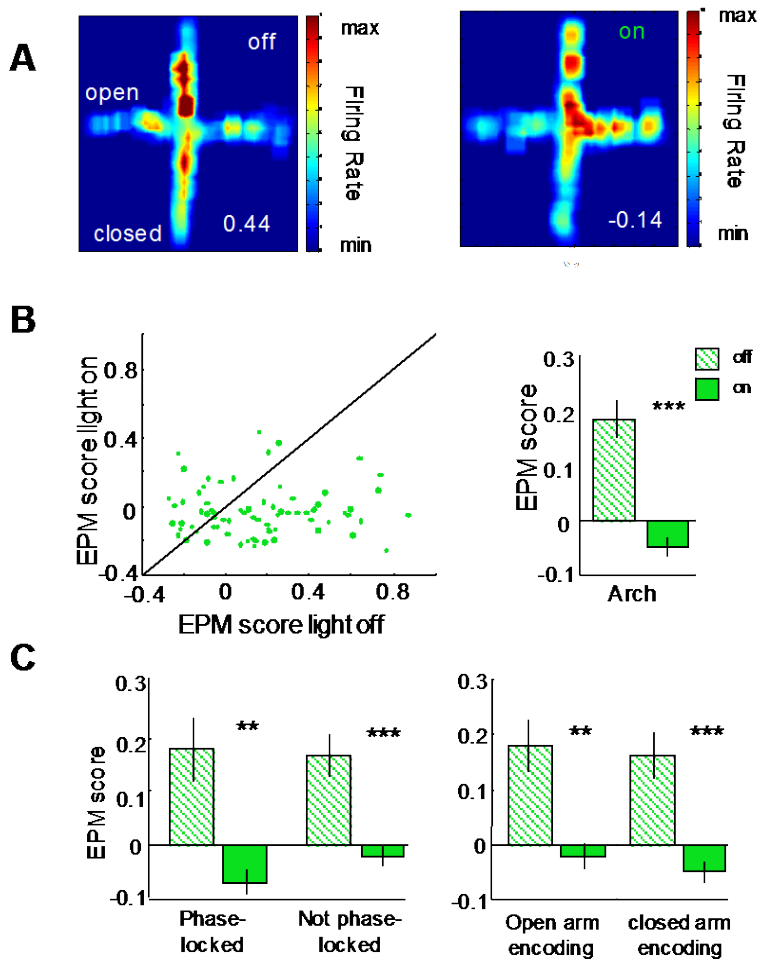 A
off
open
closed
0.44
max
Firing Rate
min
on
-0.14
max
Firing Rate
min
B
EPM score light on
0.8
0.4
0
-0.4
-0.4
0
0.4
0.8
EPM score light off
EPM score
0.3
0.2
0.1
0
-0.1
***
Arch
off
on
C
EPM score
0.3
0.2
0.1
0
-0.1
**
***
Phase-
locked
Not phase-
locked
0.3
0.2
0.1
0
-0.1
**
***
Open arm
encoding
closed arm
encoding